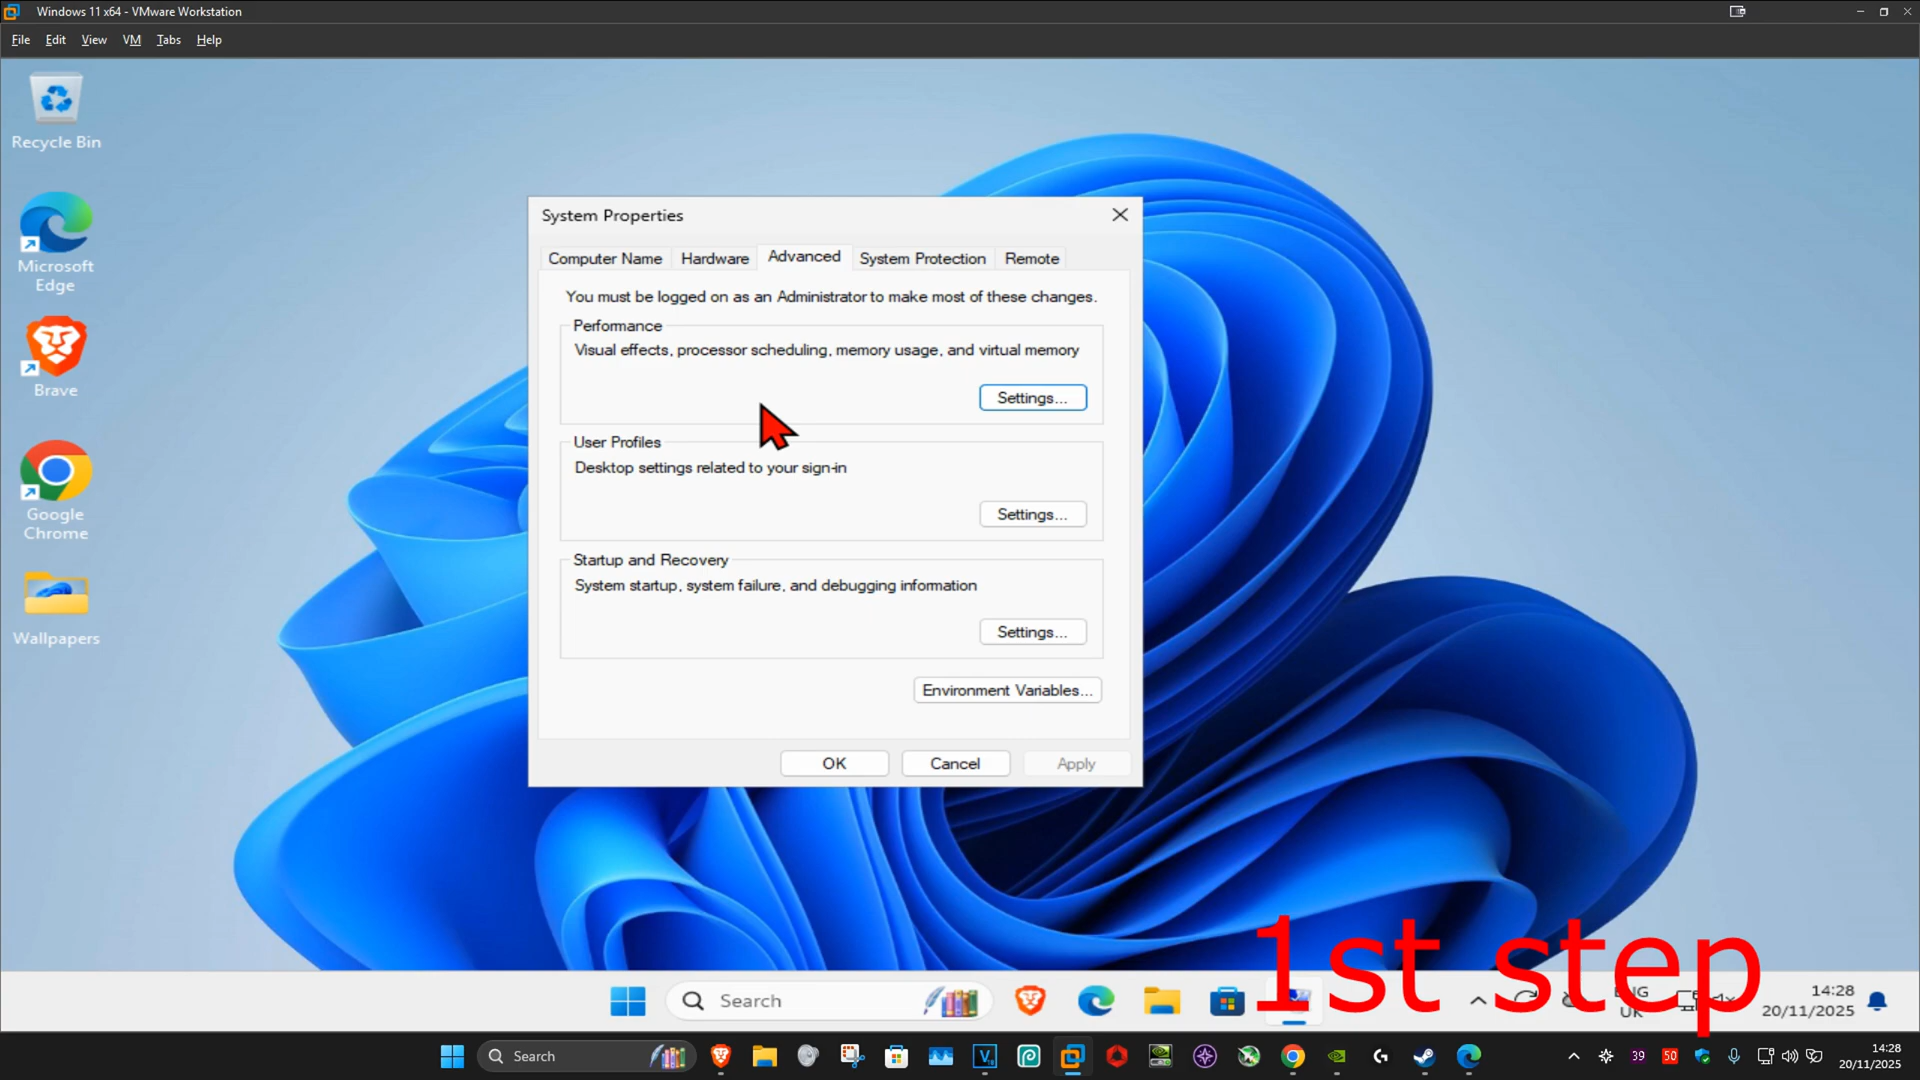 Windows 11 x64 - VMware Workstation
File Edit View VM Tabs Help
Recycle Bin
Microsoft
Edge
Brave
Google
Chrome
Wallpapers
System Properties
Computer Name Hardware Advanced System Protection Remote
You must be logged on as an Administrator to make most of these changes.
Performance
Visual effects, processor scheduling, memory usage, and virtual memory
Settings...
User Profiles
Desktop settings related to your sign-in
Settings...
Startup and Recovery
System startup, system failure, and debugging information
Settings...
Environment Variables...
OK Cancel Apply
1st step
Search
ENG
UK
14:28
20/11/2025
Search
39 50
14:28
20/11/2025